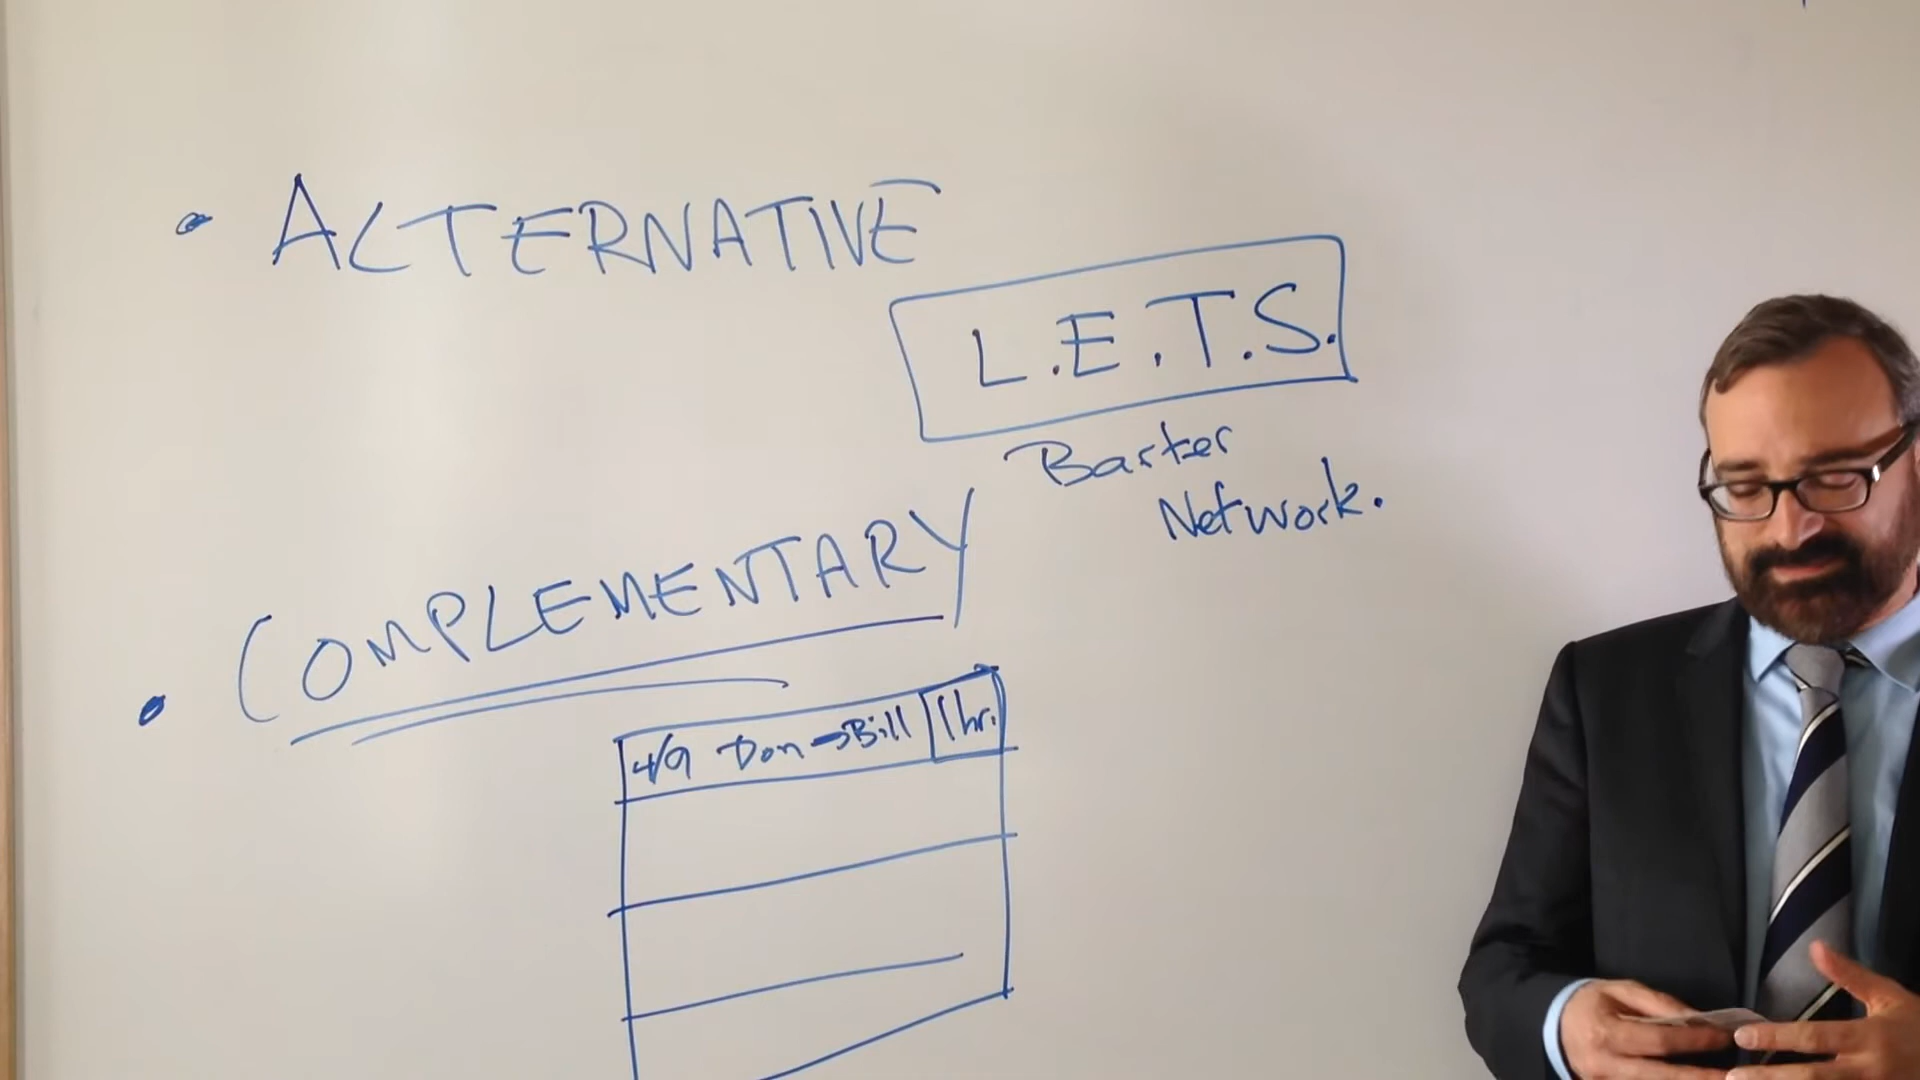 • ALTERNATIVE
L.E.T.S.
Barter
Network.
• COMPLEMENTARY
4/9 Don→Bill 1hr.